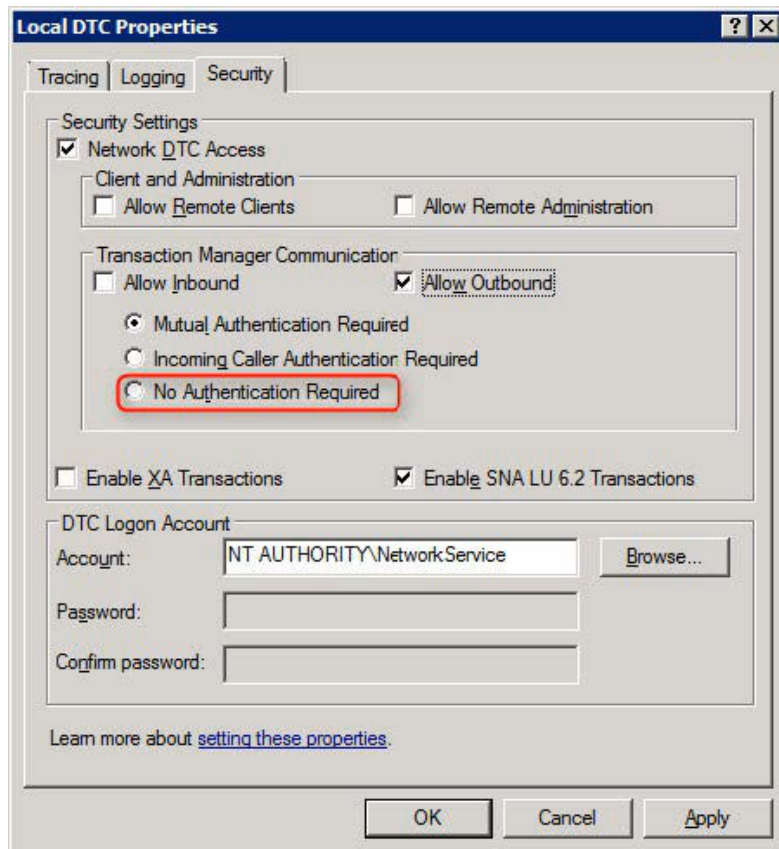 Local DTC Properties
Tracing Logging Security
Security Settings
Network DTC Access
Client and Administration
Allow Remote Clients Allow Remote Administration
Transaction Manager Communication
Allow Inbound Allow Outbound
Mutual Authentication Required
Incoming Caller Authentication Required
No Authentication Required
Enable XA Transactions Enable SNA LU 6.2 Transactions
DTC Logon Account
Account: NT AUTHORITY\NetworkService Browse...
Password:
Confirm password:
Learn more about setting these properties.
OK Cancel Apply